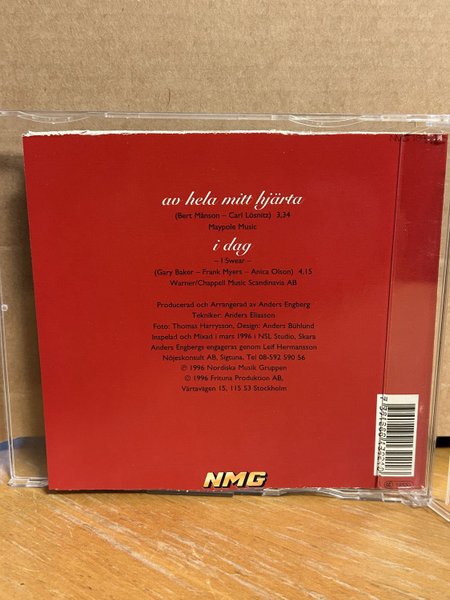 av hela mitt hjärta
(Bert Månson – Carl Lösnitz) 3,34
Maypole Music
i dag
– I Swear –
(Gary Baker – Frank Myers – Anica Olson) 4,15
Warner/Chappell Music Scandinavia AB
Producerad och Arrangerad av Anders Engberg
Tekniker: Anders Eliasson
Foto: Thomas Harrysson, Design: Anders Bühlund
Inspelad och Mixad i mars 1996 i NSL Studio, Skara
Anders Engbergs engageras genom Leif Hermansson
Nöjeskonsult AB, Sigtuna. Tel 08-592 590 56
℗ 1996 Nordiska Musik Gruppen
© 1996 Frituna Produktion AB,
Värtavägen 15, 115 53 Stockholm
NMG